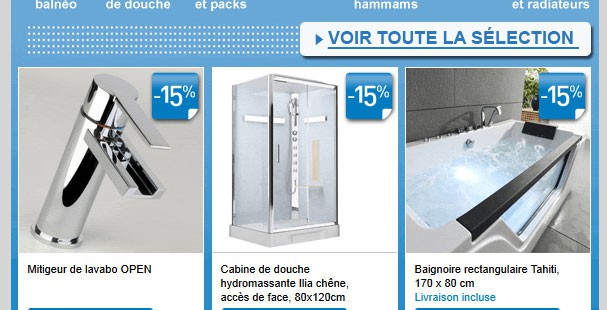 balnéo de douche et packs hammams et radiateurs
VOIR TOUTE LA SÉLECTION
-15% -15% -15%
Mitigeur de lavabo OPEN
Cabine de douche
hydromassante Ilia chêne,
accès de face, 80x120cm
Baignoire rectangulaire Tahiti,
170 x 80 cm
Livraison incluse